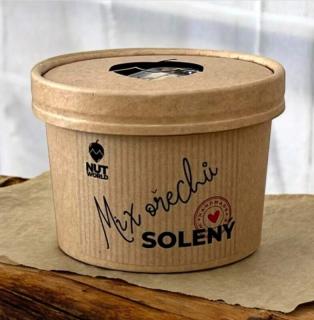 NUT
WORLD
Mix ořechů
SOLENÝ
HANDMADE